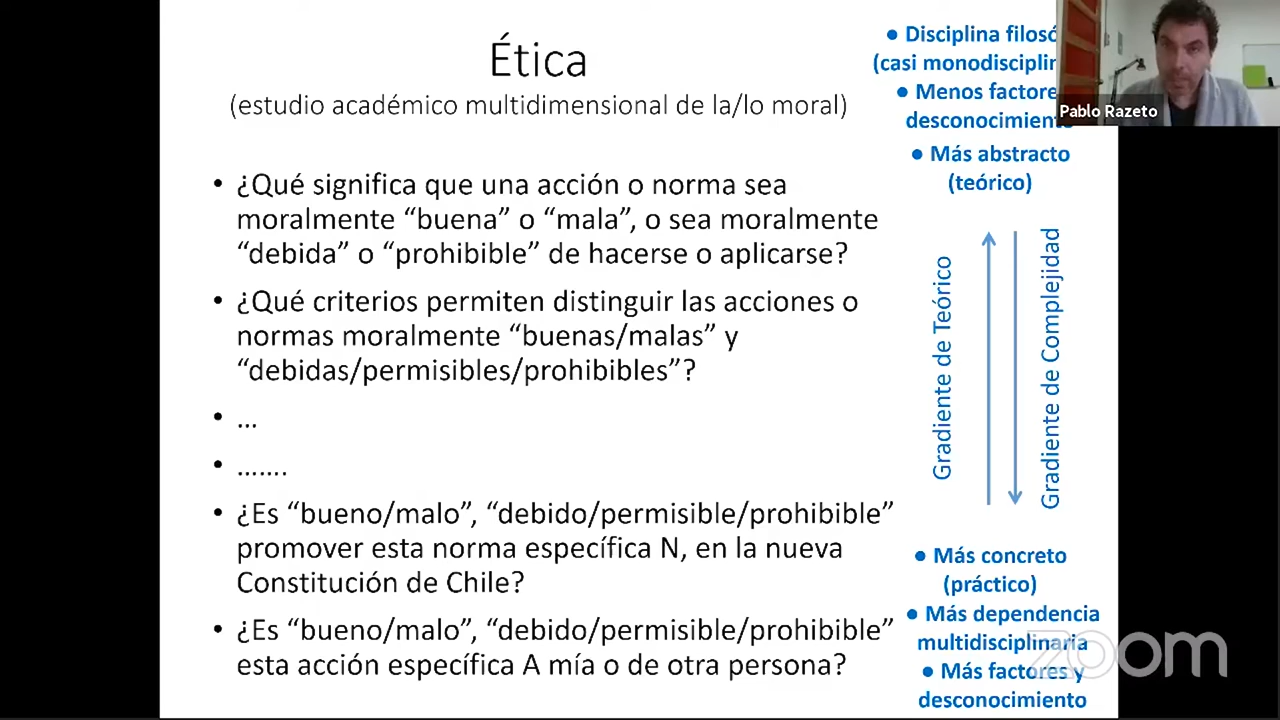 Ética
(estudio académico multidimensional de la/lo moral)
• ¿Qué significa que una acción o norma sea
moralmente “buena” o “mala”, o sea moralmente
“debida” o “prohibible” de hacerse o aplicarse?
• ¿Qué criterios permiten distinguir las acciones o
normas moralmente “buenas/malas” y
“debidas/permisibles/prohibibles”?
• ...
• .......
• ¿Es “bueno/malo”, “debido/permisible/prohibible”
promover esta norma específica N, en la nueva
Constitución de Chile?
• ¿Es “bueno/malo”, “debido/permisible/prohibible”
esta acción específica A mía o de otra persona?
● Disciplina
(casi
● Menos
● Más abstracto
(teórico)
Gradiente de Teórico
Gradiente de Complejidad
● Más concreto
(práctico)
● Más dependencia
multidisciplinaria
● Más factores y
desconocimiento
Pablo Razeto
zoom